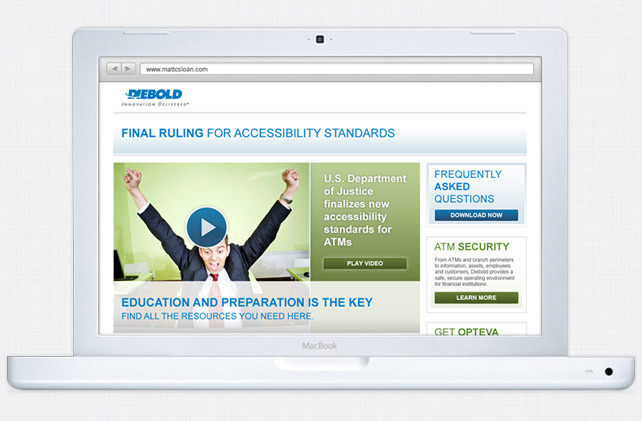 www.mattcsloan.com
DIEBOLD
INNOVATION DELIVERED®
FINAL RULING FOR ACCESSIBILITY STANDARDS
U.S. Department
of Justice
finalizes new
accessibility
standards for
ATMs
PLAY VIDEO
EDUCATION AND PREPARATION IS THE KEY
FIND ALL THE RESOURCES YOU NEED HERE.
FREQUENTLY
ASKED
QUESTIONS
DOWNLOAD NOW
ATM SECURITY
From ATMs and branch perimeters
to information, assets, employees
and customers, Diebold provides a
safe, secure operating environment
for financial institutions.
LEARN MORE
GET OPTEVA
MacBook